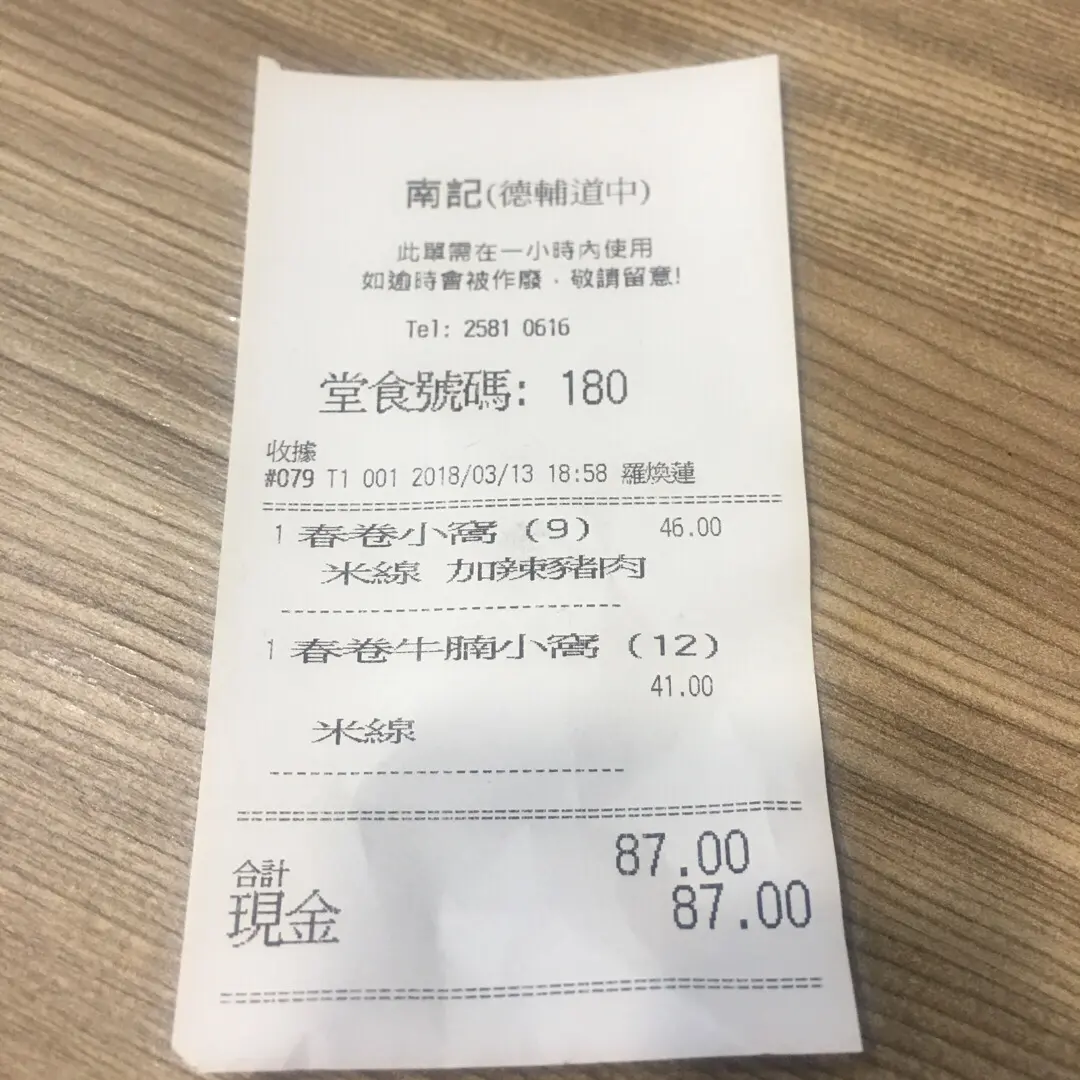 南記(德輔道中)
此單需在一小時內使用
如逾時會被作廢，敬請留意!
Tel: 2581 0616
堂食號碼: 180
收據
#079 T1 001 2018/03/13 18:58 羅煥蓮
1 春卷小窩 (9) 46.00
米線 加辣豬肉
1 春卷牛腩小窩 (12)
41.00
米線
合計 87.00
現金 87.00